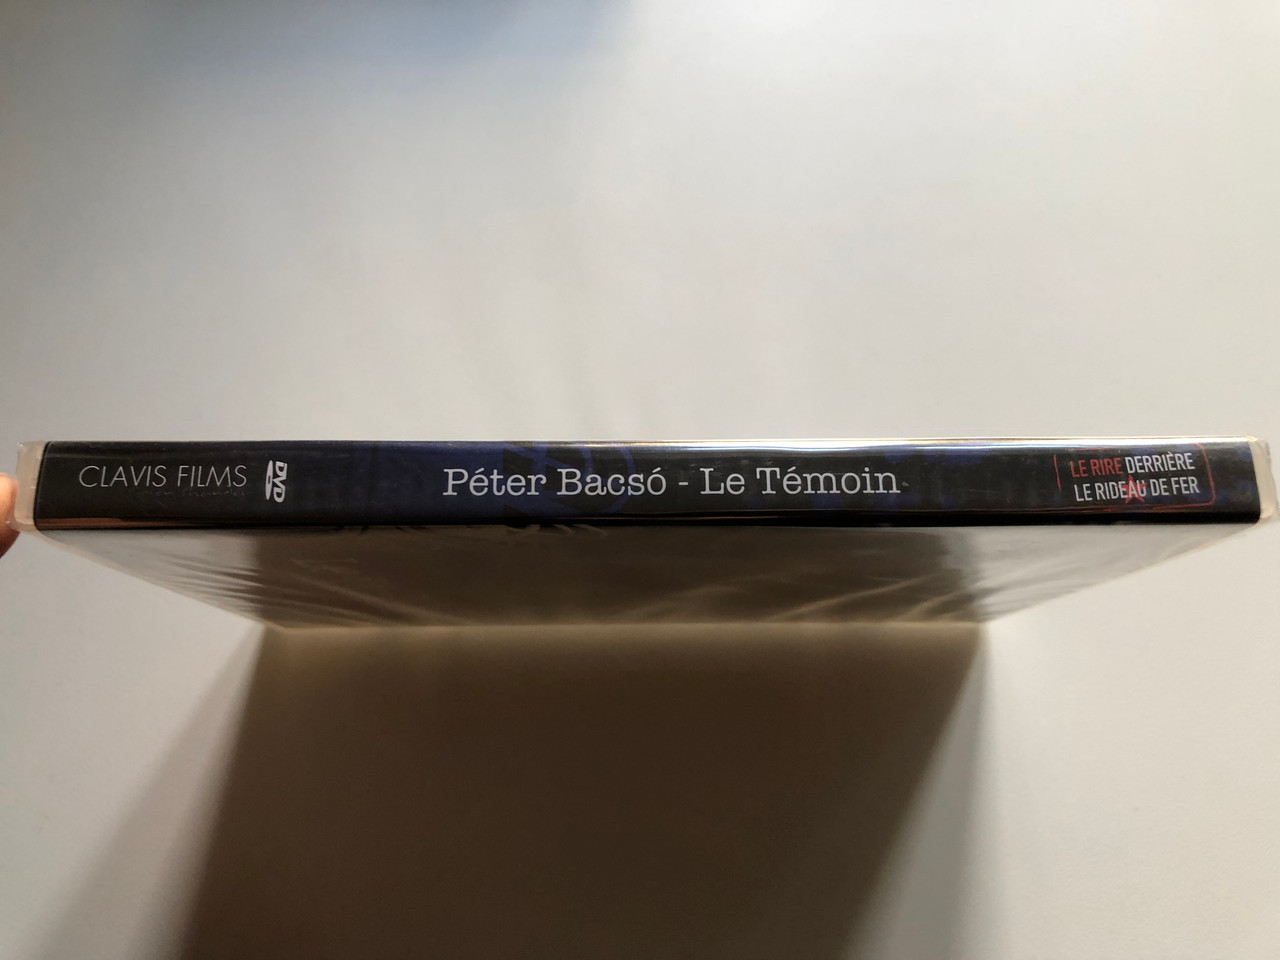 CLAVIS FILMS
DVD
Péter Bacsó - Le Témoin
LE RIRE DERRIÈRE
LE RIDEAU DE FER